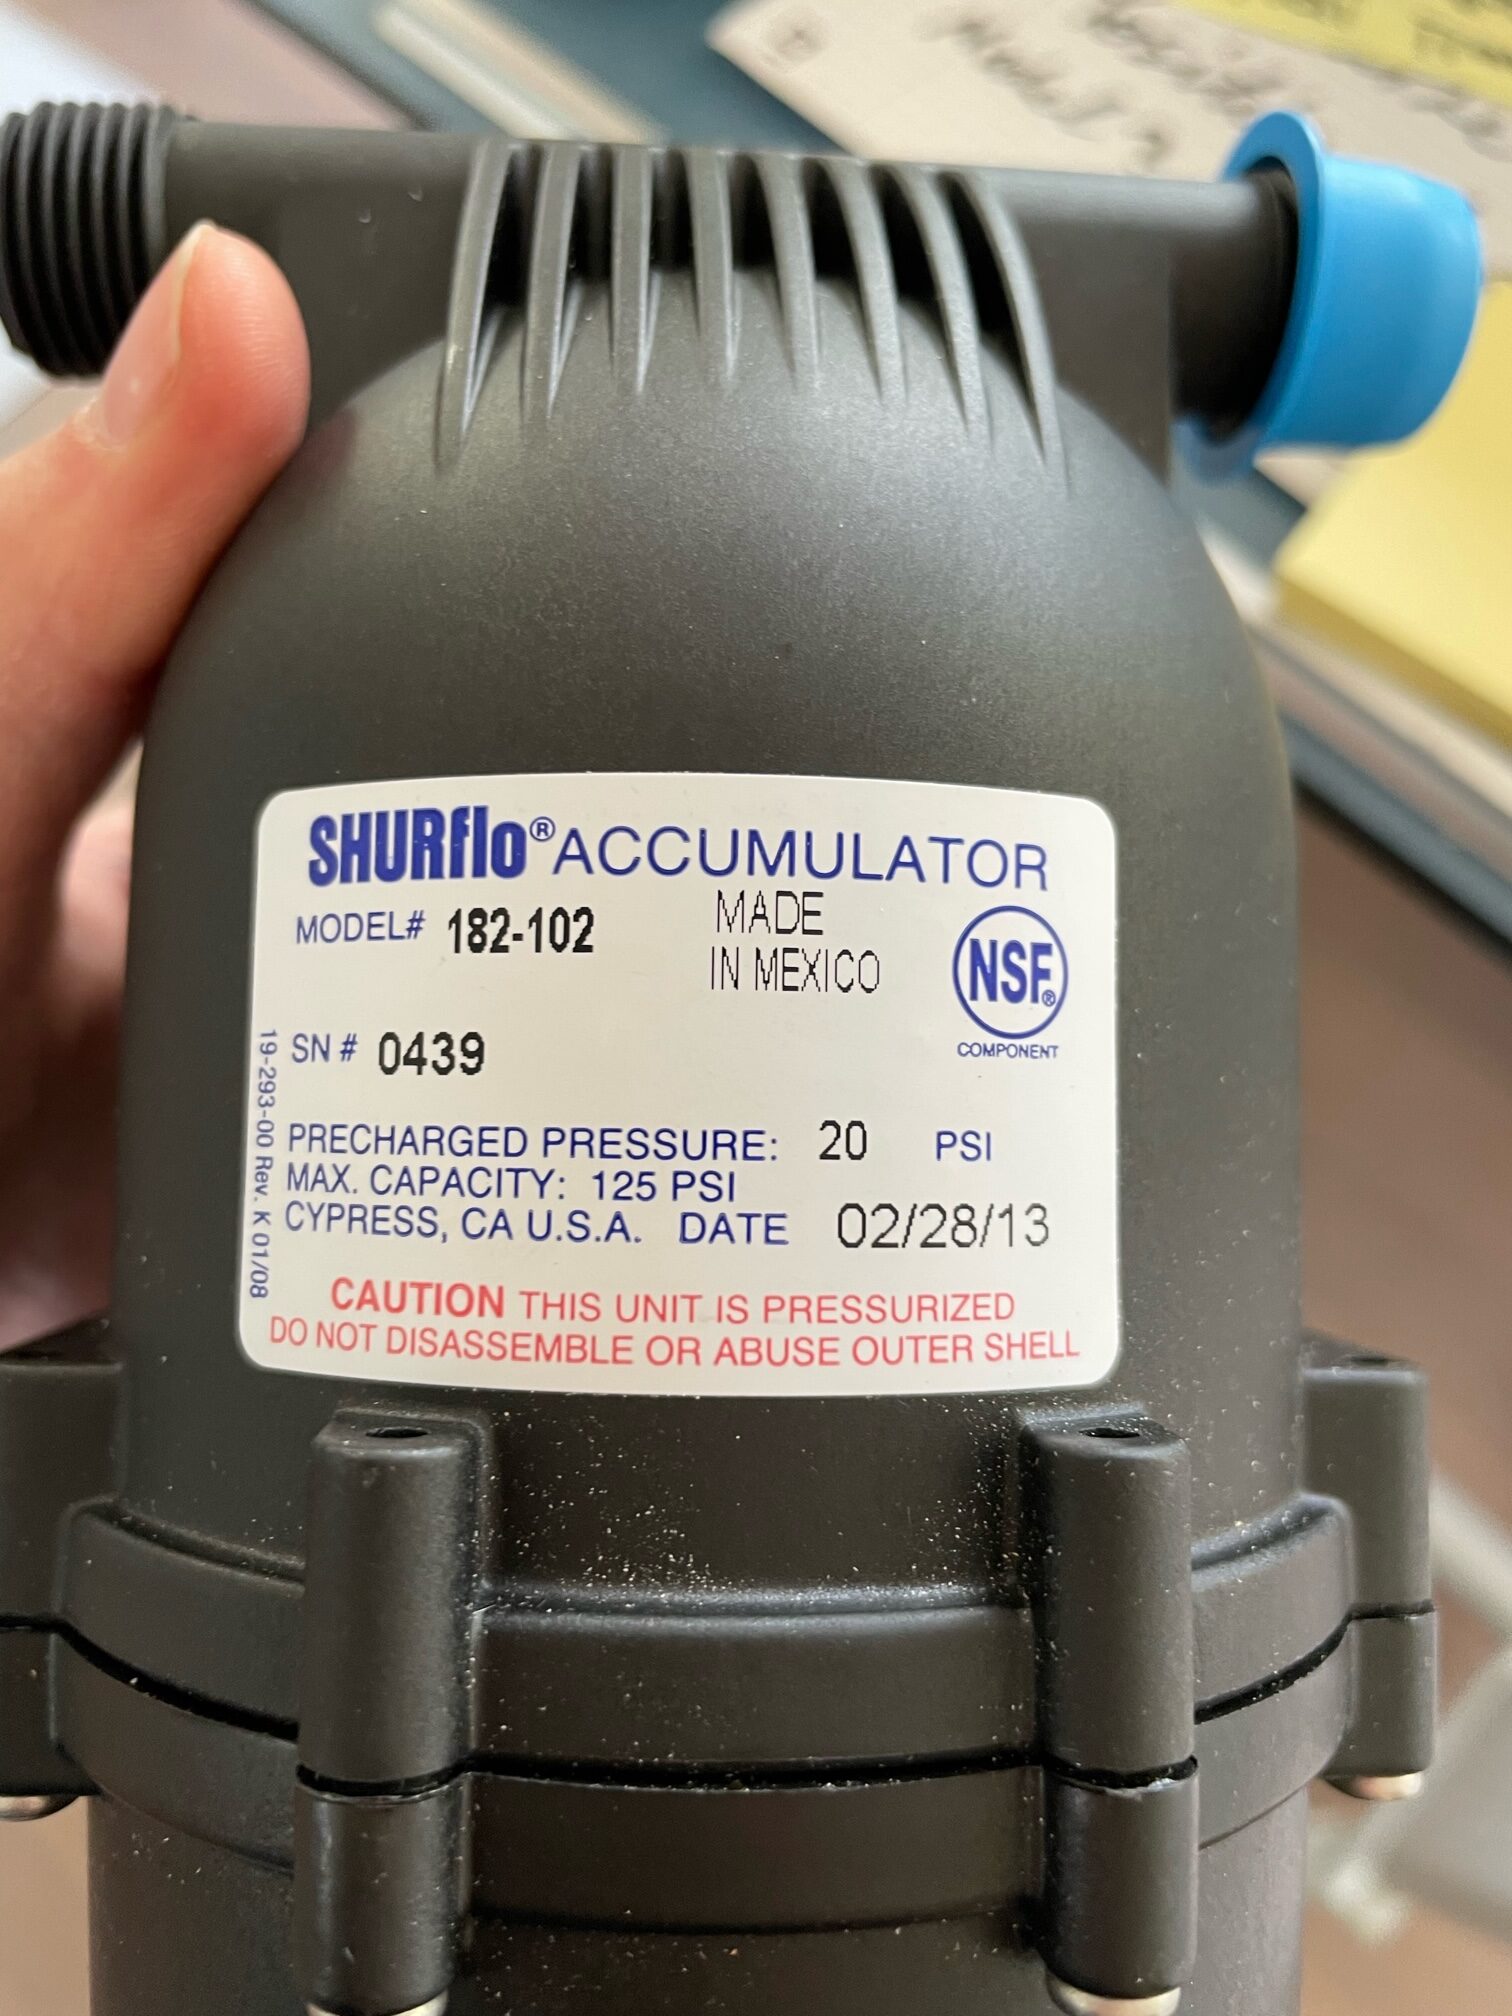 Model
SHURflo® ACCUMULATOR
MODEL# 182-102
MADE
IN MEXICO
NSF®
COMPONENT
SN # 0439
PRECHARGED PRESSURE: 20 PSI
MAX. CAPACITY: 125 PSI
CYPRESS, CA U.S.A. DATE 02/28/13
19-293-00 Rev. K 01/08
CAUTION THIS UNIT IS PRESSURIZED
DO NOT DISASSEMBLE OR ABUSE OUTER SHELL